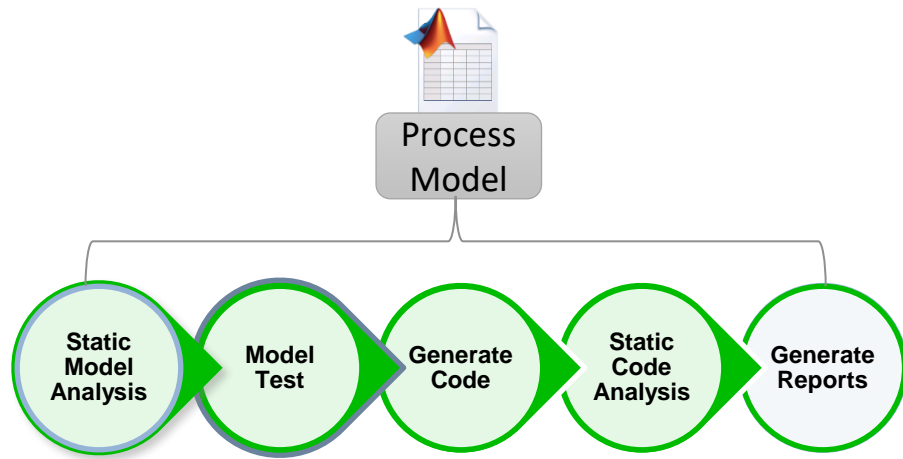 Process
Model
Static
Model
Analysis
Model
Test
Generate
Code
Static
Code
Analysis
Generate
Reports